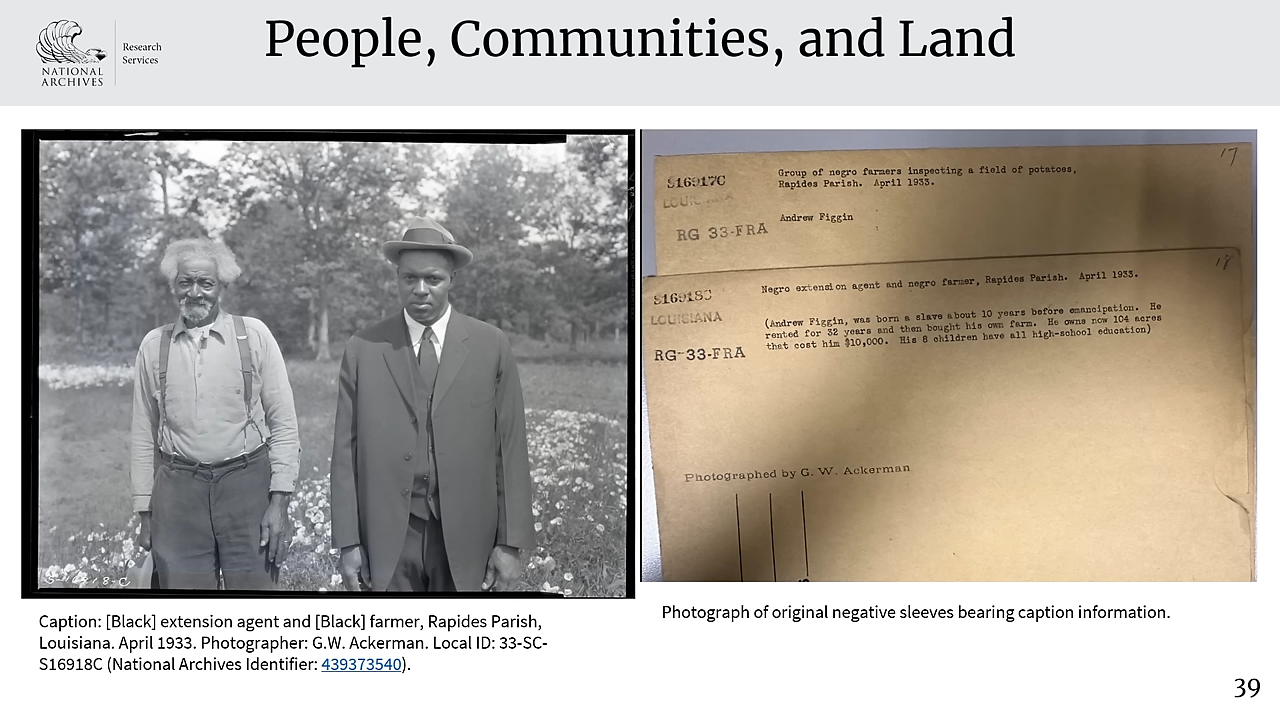 NATIONAL
ARCHIVES
Research
Services
People, Communities, and Land
S-16918-C
Caption: [Black] extension agent and [Black] farmer, Rapides Parish,
Louisiana. April 1933. Photographer: G.W. Ackerman. Local ID: 33-SC-
S16918C (National Archives Identifier: 439373540).
17
S16917C
LOUISIANA
RG 33-FRA
Group of negro farmers inspecting a field of potatoes,
Rapides Parish. April 1933.
Andrew Figgin
18
S16918C
LOUISIANA
RG-33-FRA
Negro extension agent and negro farmer, Rapides Parish. April 1933.
(Andrew Figgin, was born a slave about 10 years before emancipation. He
rented for 32 years and then bought his own farm. He owns now 104 acres
that cost him $10,000. His 8 children have all high-school education)
Photographed by G. W. Ackerman
Photograph of original negative sleeves bearing caption information.
39